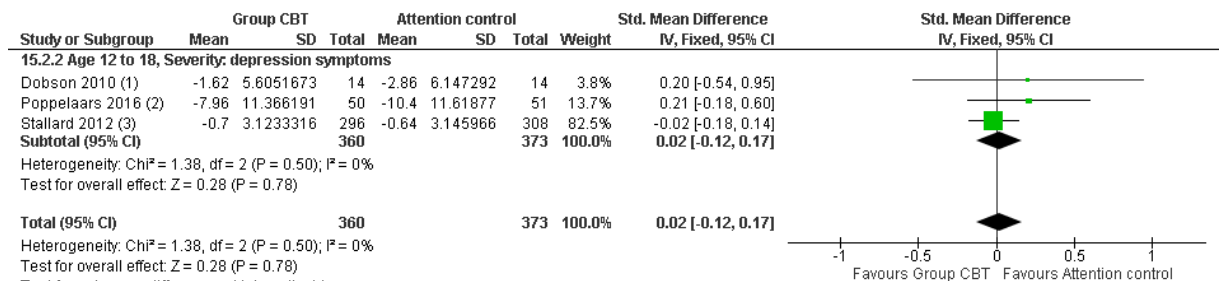 Group CBT Attention control Std. Mean Difference Std. Mean Difference
Study or Subgroup Mean SD Total Mean SD Total Weight IV, Fixed, 95% CI IV, Fixed, 95% CI
15.2.2 Age 12 to 18, Severity: depression symptoms
Dobson 2010 (1) -1.62 5.6051673 14 -2.86 6.147292 14 3.8% 0.20 [-0.54, 0.95]
Poppelaars 2016 (2) -7.96 11.366191 50 -10.4 11.61877 51 13.7% 0.21 [-0.18, 0.60]
Stallard 2012 (3) -0.7 3.1233316 296 -0.64 3.145966 308 82.5% -0.02 [-0.18, 0.14]
Subtotal (95% CI) 360 373 100.0% 0.02 [-0.12, 0.17]
Heterogeneity: Chi² = 1.38, df = 2 (P = 0.50); I² = 0%
Test for overall effect: Z = 0.28 (P = 0.78)
Total (95% CI) 360 373 100.0% 0.02 [-0.12, 0.17]
Heterogeneity: Chi² = 1.38, df = 2 (P = 0.50); I² = 0%
Test for overall effect: Z = 0.28 (P = 0.78)
-1 -0.5 0 0.5 1
Favours Group CBT Favours Attention control